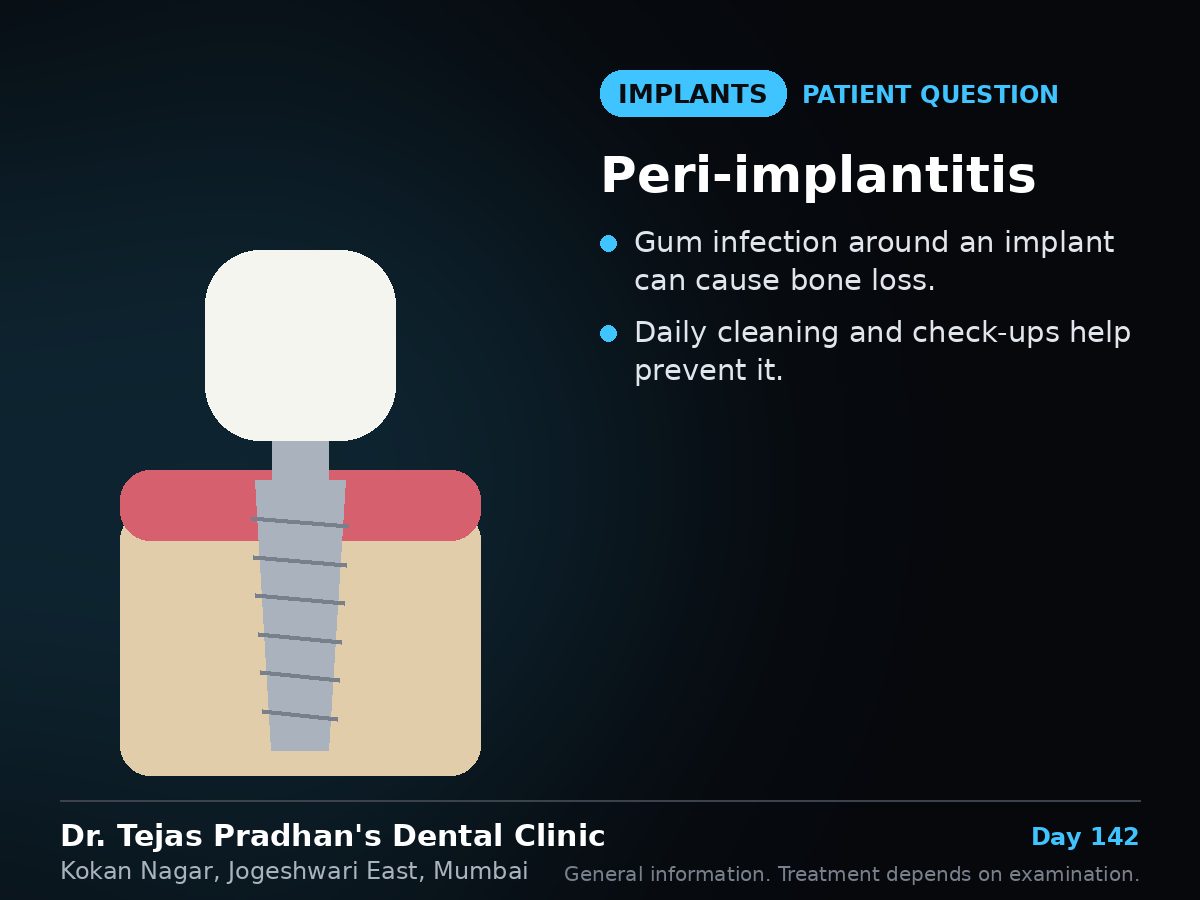 IMPLANTS PATIENT QUESTION
Peri-implantitis
Gum infection around an implant
can cause bone loss.
Daily cleaning and check-ups help
prevent it.
Dr. Tejas Pradhan's Dental Clinic
Day 142
Kokan Nagar, Jogeshwari East, Mumbai
General information. Treatment depends on examination.